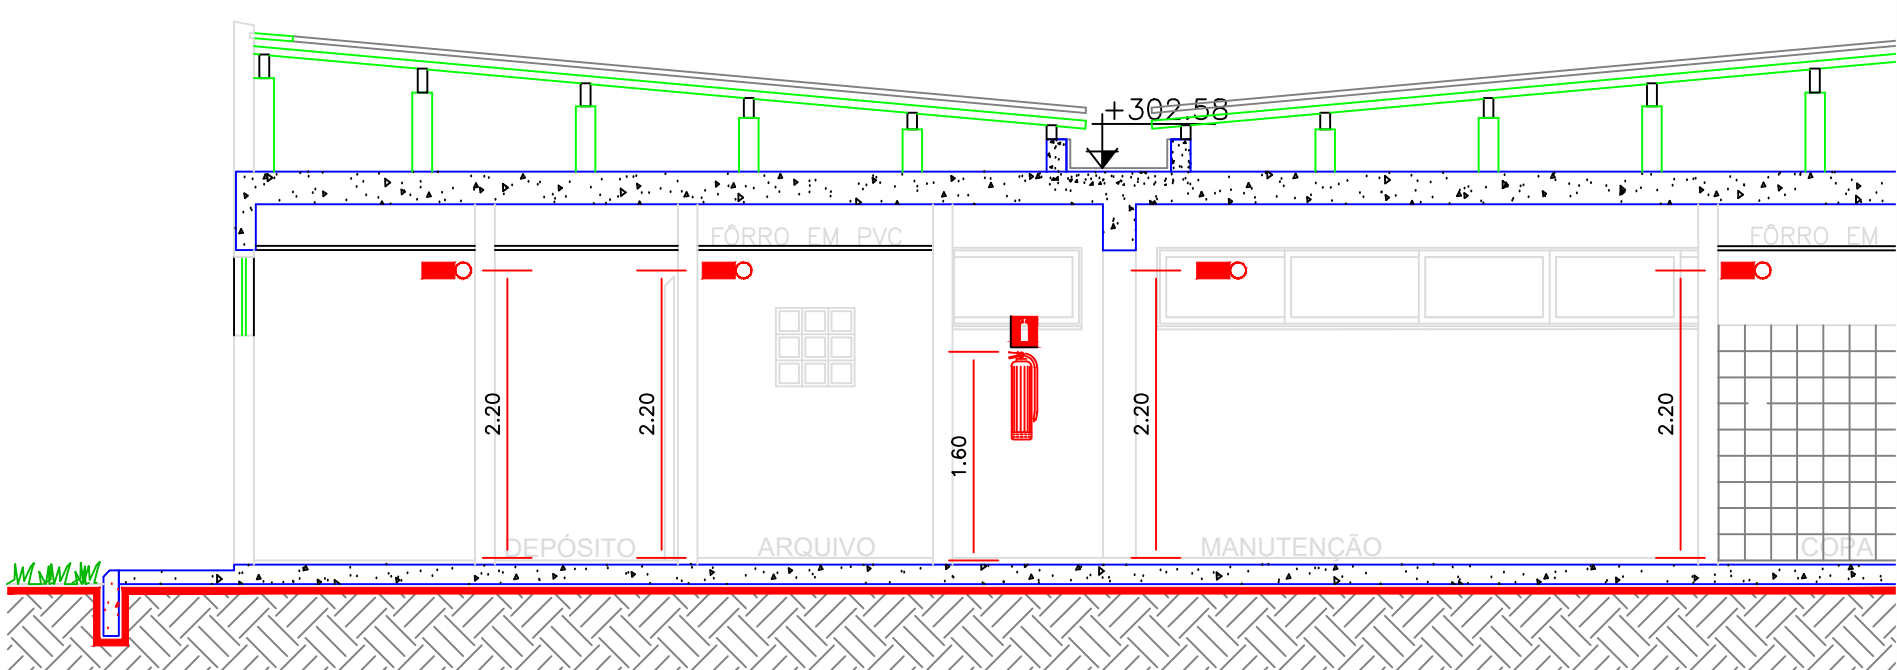 +302.58
FÔRRO EM PVC
FÔRRO EM
2.20
2.20
1.60
2.20
2.20
DEPÓSITO
ARQUIVO
MANUTENÇÃO
COPA